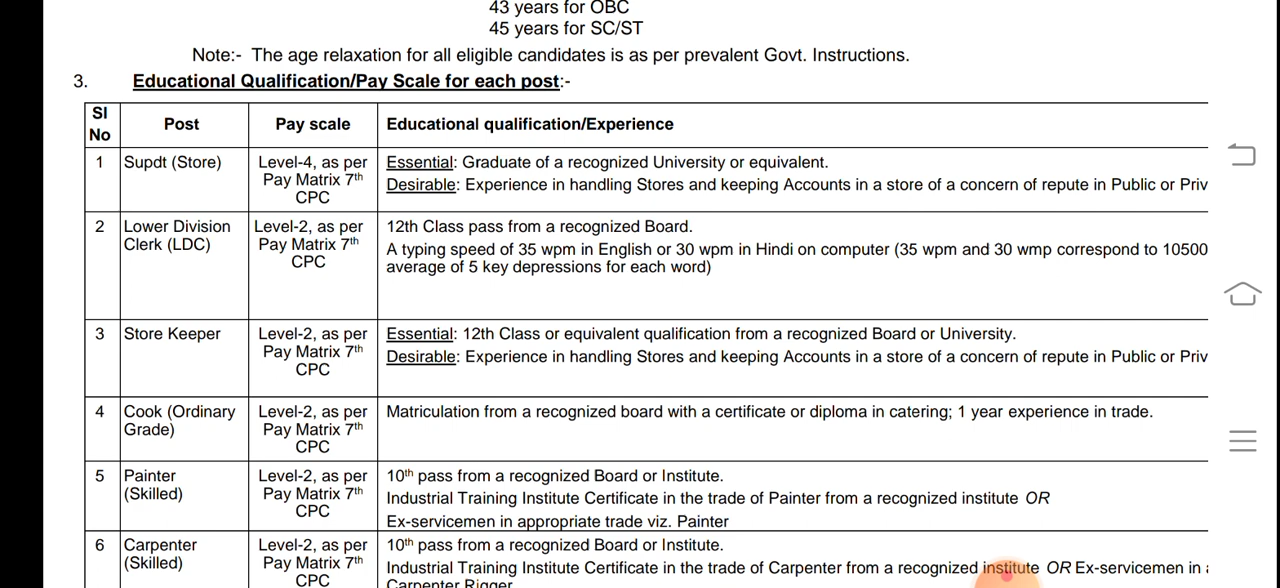 43 years for OBC
45 years for SC/ST
Note:- The age relaxation for all eligible candidates is as per prevalent Govt. Instructions.
3. Educational Qualification/Pay Scale for each post:-
Sl No Post Pay scale Educational qualification/Experience
1 Supdt (Store) Level-4, as per Pay Matrix 7th CPC
Essential: Graduate of a recognized University or equivalent.
Desirable: Experience in handling Stores and keeping Accounts in a store of a concern of repute in Public or Priv
2 Lower Division Clerk (LDC) Level-2, as per Pay Matrix 7th CPC
12th Class pass from a recognized Board.
A typing speed of 35 wpm in English or 30 wpm in Hindi on computer (35 wpm and 30 wmp correspond to 10500
average of 5 key depressions for each word)
3 Store Keeper Level-2, as per Pay Matrix 7th CPC
Essential: 12th Class or equivalent qualification from a recognized Board or University.
Desirable: Experience in handling Stores and keeping Accounts in a store of a concern of repute in Public or Priv
4 Cook (Ordinary Grade) Level-2, as per Pay Matrix 7th CPC
Matriculation from a recognized board with a certificate or diploma in catering; 1 year experience in trade.
5 Painter (Skilled) Level-2, as per Pay Matrix 7th CPC
10th pass from a recognized Board or Institute.
Industrial Training Institute Certificate in the trade of Painter from a recognized institute OR
Ex-servicemen in appropriate trade viz. Painter
6 Carpenter (Skilled) Level-2, as per Pay Matrix 7th CPC
10th pass from a recognized Board or Institute.
Industrial Training Institute Certificate in the trade of Carpenter from a recognized institute OR Ex-servicemen in
Carpenter Rigger